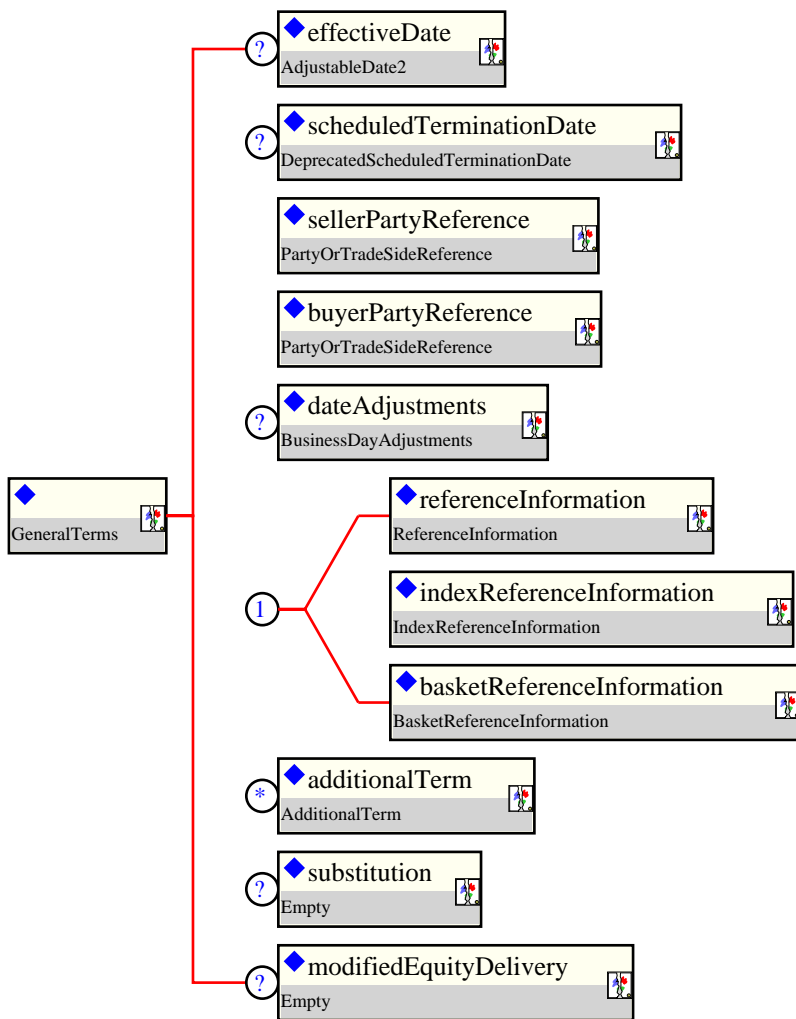 effectiveDate
?
AdjustableDate2
scheduledTerminationDate
?
DeprecatedScheduledTerminationDate
sellerPartyReference
PartyOrTradeSideReference
buyerPartyReference
PartyOrTradeSideReference
dateAdjustments
?
BusinessDayAdjustments
GeneralTerms
referenceInformation
ReferenceInformation
1
indexReferenceInformation
IndexReferenceInformation
basketReferenceInformation
BasketReferenceInformation
additionalTerm
*
AdditionalTerm
substitution
?
Empty
modifiedEquityDelivery
?
Empty